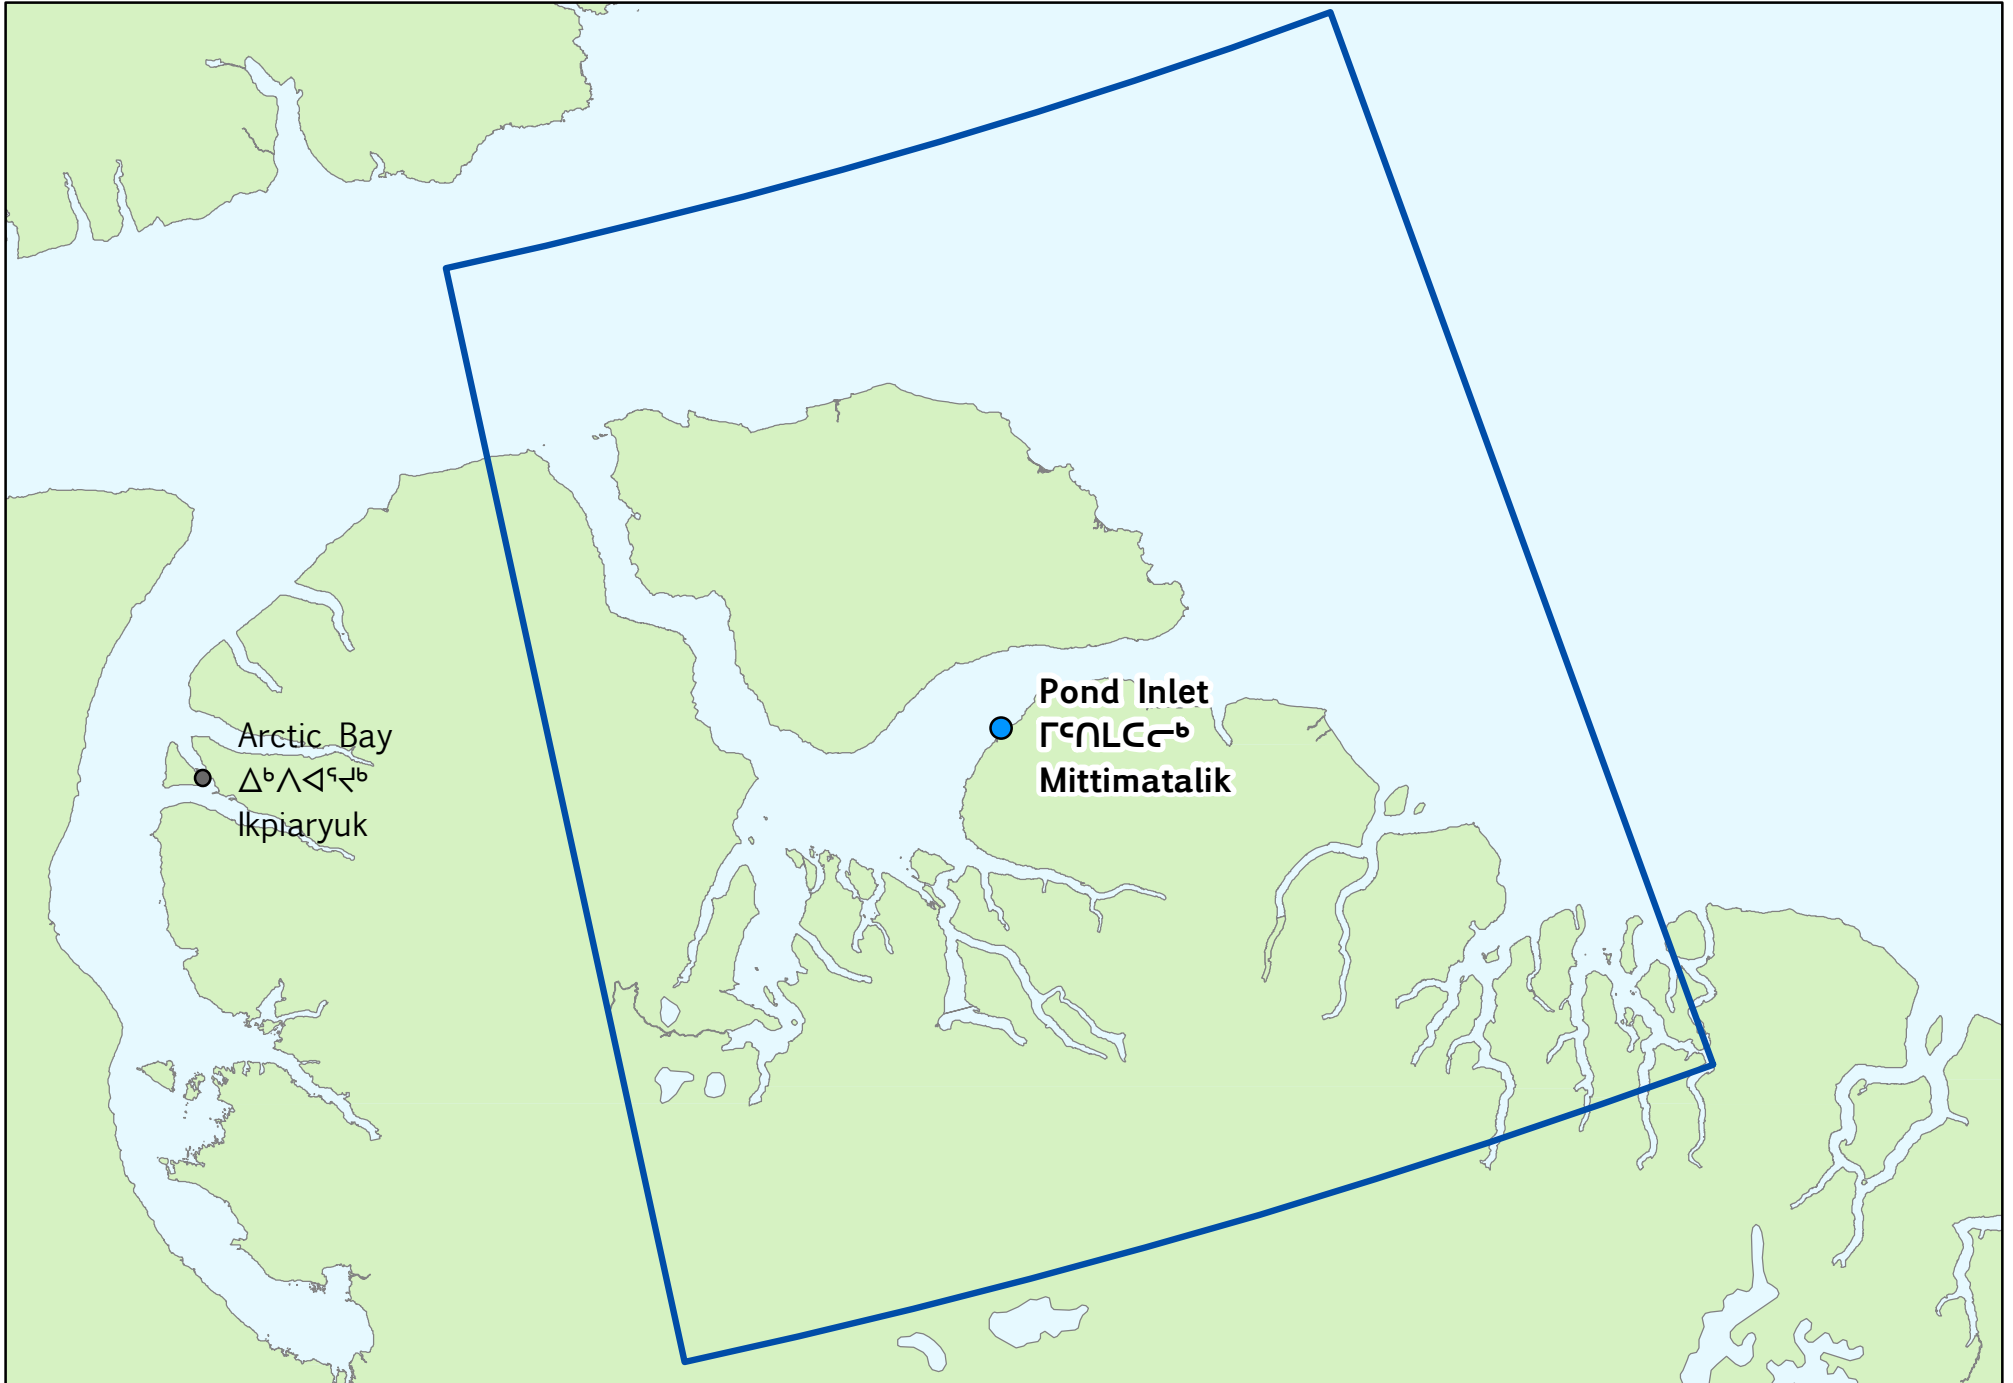 Pond Inlet
ᒥᑦᑎᒪᑕᓕᒃ
Mittimatalik
Arctic Bay
ᐃᒃᐱᐊᕐᔪᒃ
Ikpiaryuk